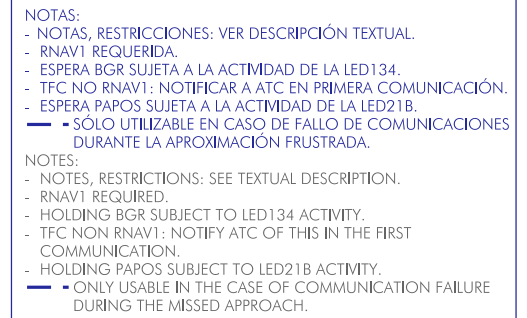 NOTAS:
- NOTAS, RESTRICCIONES: VER DESCRIPCIÓN TEXTUAL.
- RNAV1 REQUERIDA.
- ESPERA BGR SUJETA A LA ACTIVIDAD DE LA LED134.
- TFC NO RNAV1: NOTIFICAR A ATC EN PRIMERA COMUNICACIÓN.
- ESPERA PAPOS SUJETA A LA ACTIVIDAD DE LA LED21B.
- SÓLO UTILIZABLE EN CASO DE FALLO DE COMUNICACIONES
DURANTE LA APROXIMACIÓN FRUSTRADA.
NOTES:
- NOTES, RESTRICTIONS: SEE TEXTUAL DESCRIPTION.
- RNAV1 REQUIRED.
- HOLDING BGR SUBJECT TO LED134 ACTIVITY.
- TFC NON RNAV1: NOTIFY ATC OF THIS IN THE FIRST
COMMUNICATION.
- HOLDING PAPOS SUBJECT TO LED21B ACTIVITY.
- ONLY USABLE IN THE CASE OF COMMUNICATION FAILURE
DURING THE MISSED APPROACH.